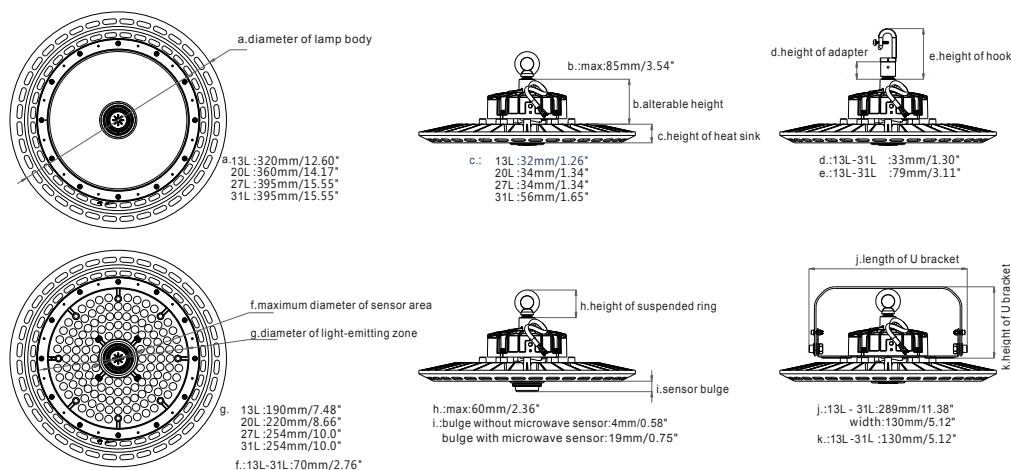 a.diameter of lamp body
a.13L :320mm/12.60"
20L :360mm/14.17"
27L :395mm/15.55"
31L :395mm/15.55"
b.:max:85mm/3.54"
b.alterable height
c.height of heat sink
c.: 13L :32mm/1.26"
20L :34mm/1.34"
27L :34mm/1.34"
31L :56mm/1.65"
d.height of adapter
e.height of hook
d.:13L-31L :33mm/1.30"
e.:13L-31L :79mm/3.11"
f.maximum diameter of sensor area
g.diameter of light-emitting zone
g. 13L :190mm/7.48"
20L :220mm/8.66"
27L :254mm/10.0"
31L :254mm/10.0"
f.:13L-31L :70mm/2.76"
h.height of suspended ring
i.sensor bulge
h.:max:60mm/2.36"
i.:bulge without microwave sensor:4mm/0.58"
bulge with microwave sensor:19mm/0.75"
j.length of U bracket
k.height of U bracket
j.:13L - 31L:289mm/11.38"
width:130mm/5.12"
k.:13L-31L :130mm/5.12"